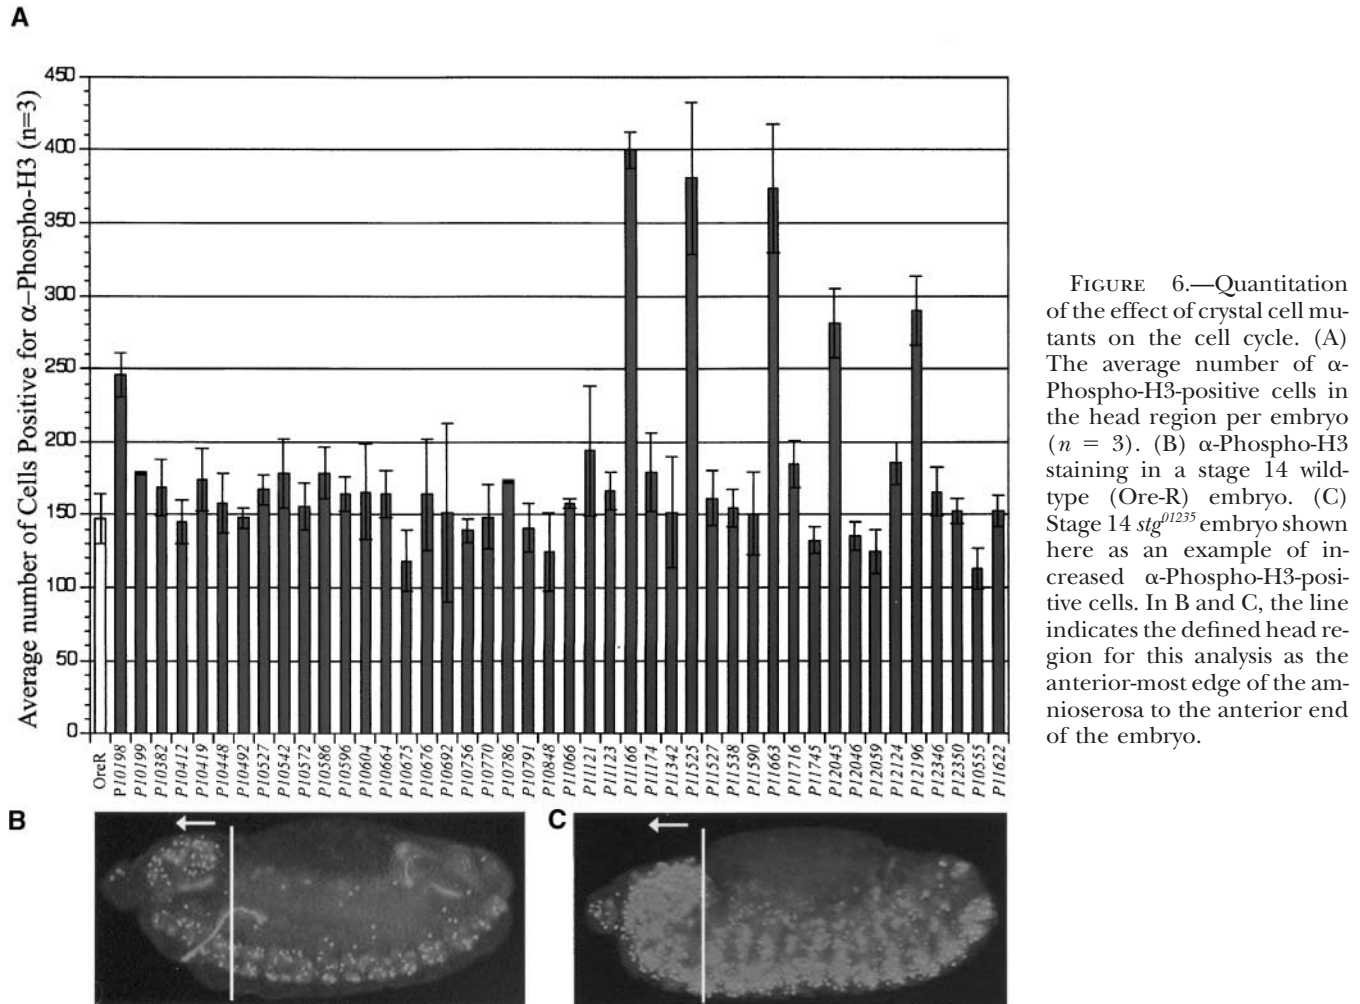 A
Average number of Cells Positive for α–Phospho-H3 (n=3)
450
400
350
300
250
200
150
100
50
0
OreR
P10198
P10199
P10382
P10412
P10419
P10448
P10492
P10527
P10542
P10572
P10586
P10596
P10604
P10664
P10675
P10676
P10692
P10756
P10770
P10786
P10791
P10848
P11066
P11121
P11123
P11166
P11174
P11342
P11525
P11527
P11538
P11590
P11663
P11716
P11745
P12045
P12046
P12059
P12124
P12196
P12346
P12350
P10555
P11622
B
C
FIGURE 6.—Quantitation
of the effect of crystal cell mu-
tants on the cell cycle. (A)
The average number of α-
Phospho-H3-positive cells in
the head region per embryo
(n = 3). (B) α-Phospho-H3
staining in a stage 14 wild-
type (Ore-R) embryo. (C)
Stage 14 stg01235 embryo shown
here as an example of in-
creased α-Phospho-H3-posi-
tive cells. In B and C, the line
indicates the defined head re-
gion for this analysis as the
anterior-most edge of the am-
nioserosa to the anterior end
of the embryo.